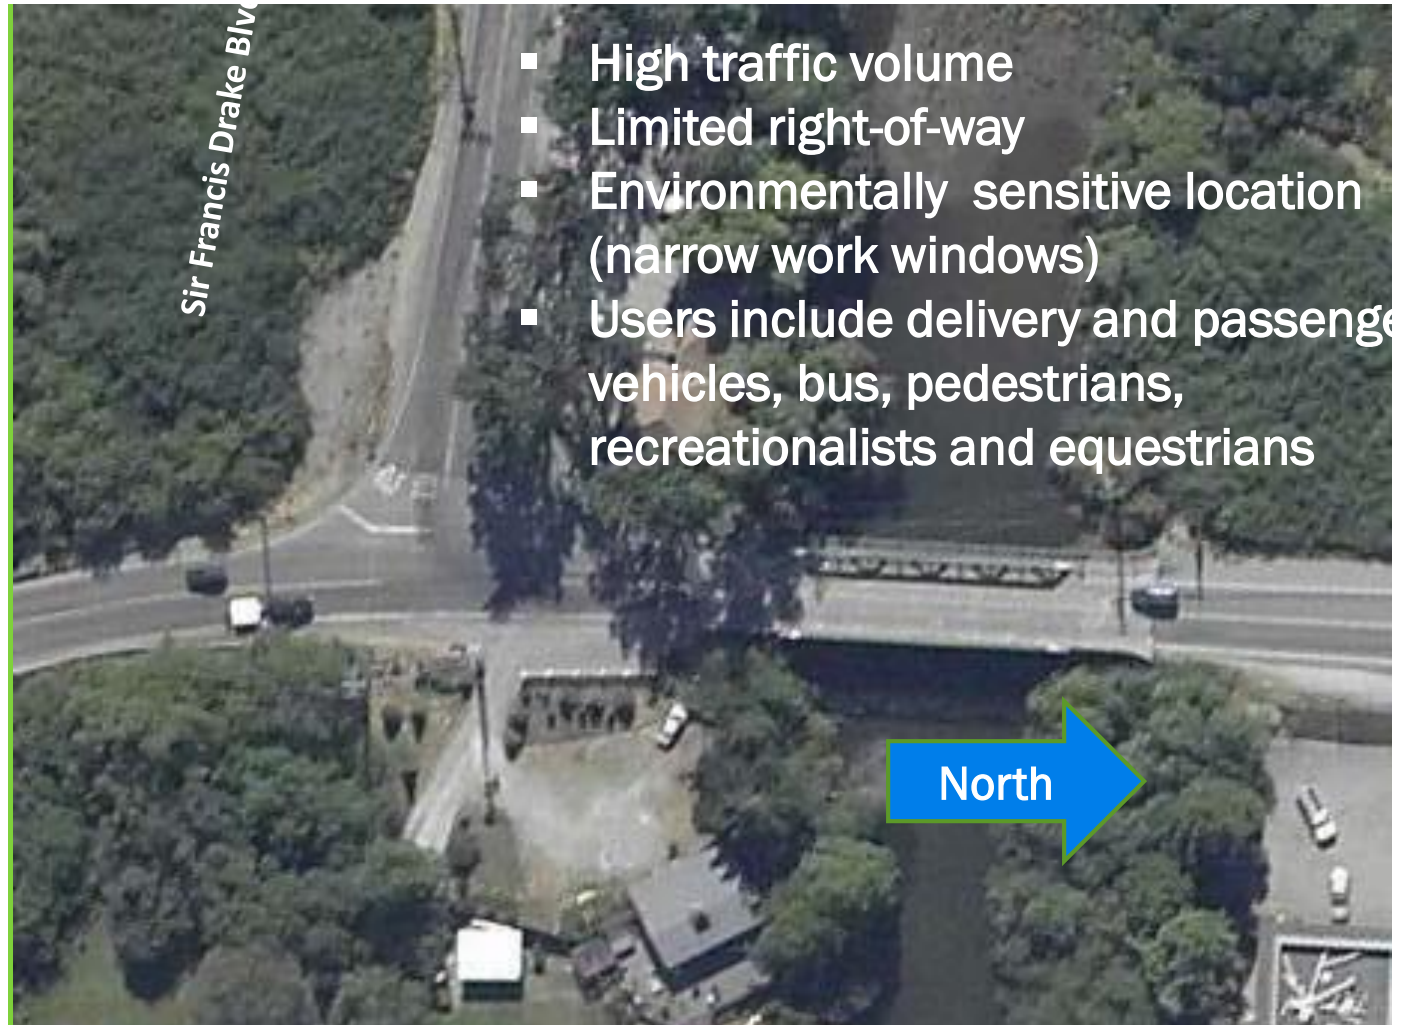 Sir Francis Drake Blv
▪ High traffic volume
▪ Limited right-of-way
▪ Environmentally  sensitive location
(narrow work windows)
▪ Users include delivery and passenge
vehicles, bus, pedestrians,
recreationalists and equestrians
North